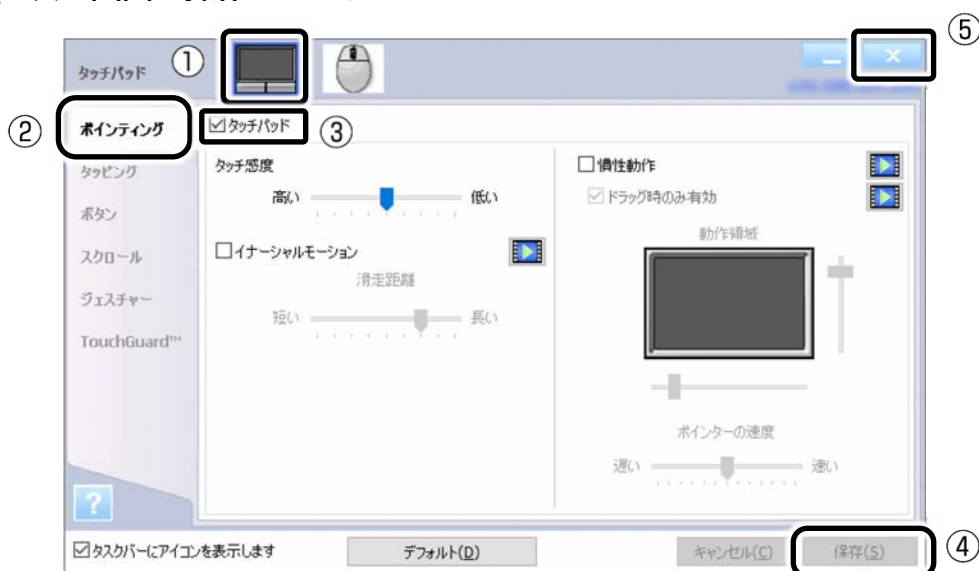 ⑤
① 
タッチパッド
② ポインティング
☑タッチパッド ③
タッピング
ボタン
スクロール
ジェスチャー
TouchGuard™
タッチ感度
高い 低い
□イナーシャルモーション
滑走距離
短い 長い
□慣性動作
☑ドラッグ時のみ有効
動作領域
ポインターの速度
遅い 速い
?
☑タスクバーにアイコンを表示します
デフォルト(D)
キャンセル(C)
保存(S) ④